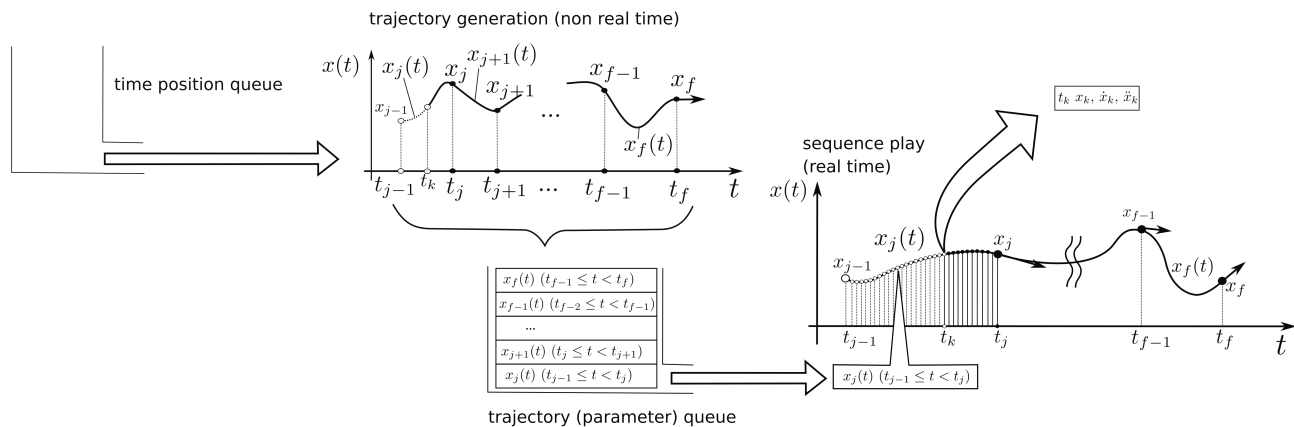 trajectory generation (non real time)
time position queue
x(t)
x_{j-1}
x_j(t)
x_j
x_{j+1}(t)
x_{j+1}
...
x_{f-1}
x_f(t)
x_f
t_{j-1} t_k t_j t_{j+1} ... t_{f-1} t_f t
t_k x_k, ẋ_k, ẍ_k
sequence play
(real time)
x(t)
x_{j-1}
x_j(t)
x_j
x_{f-1}
x_f(t)
x_f
t_{j-1} t_k t_j t_{f-1} t_f t
x_f(t) (t_{f-1} ≤ t < t_f)
x_{f-1}(t) (t_{f-2} ≤ t < t_{f-1})
...
x_{j+1}(t) (t_j ≤ t < t_{j+1})
x_j(t) (t_{j-1} ≤ t < t_j)
x_j(t) (t_{j-1} ≤ t < t_j)
trajectory (parameter) queue